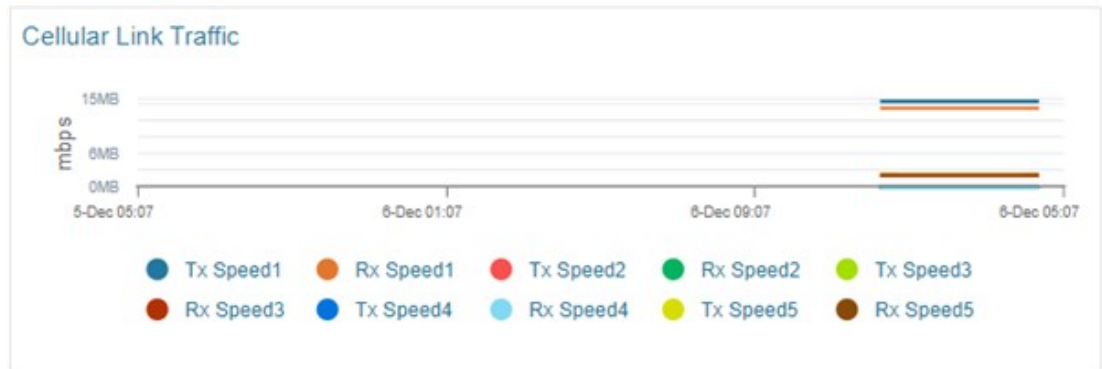 Cellular Link Traffic
15MB
mbps
6MB
0MB
5-Dec 05:07 6-Dec 01:07 6-Dec 09:07 6-Dec 05:07
Tx Speed1 Rx Speed1 Tx Speed2 Rx Speed2 Tx Speed3
Rx Speed3 Tx Speed4 Rx Speed4 Tx Speed5 Rx Speed5